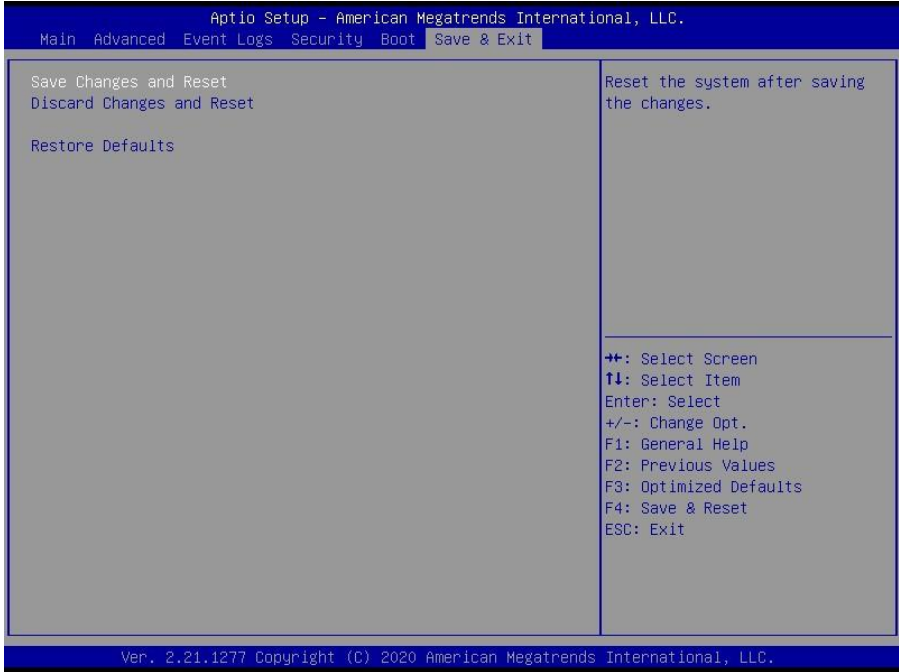 Aptio Setup – American Megatrends International, LLC.
Main Advanced Event Logs Security Boot Save & Exit
Save Changes and Reset
Discard Changes and Reset
Restore Defaults
Reset the system after saving
the changes.
→←: Select Screen
↑↓: Select Item
Enter: Select
+/-: Change Opt.
F1: General Help
F2: Previous Values
F3: Optimized Defaults
F4: Save & Reset
ESC: Exit
Ver. 2.21.1277 Copyright (C) 2020 American Megatrends International, LLC.